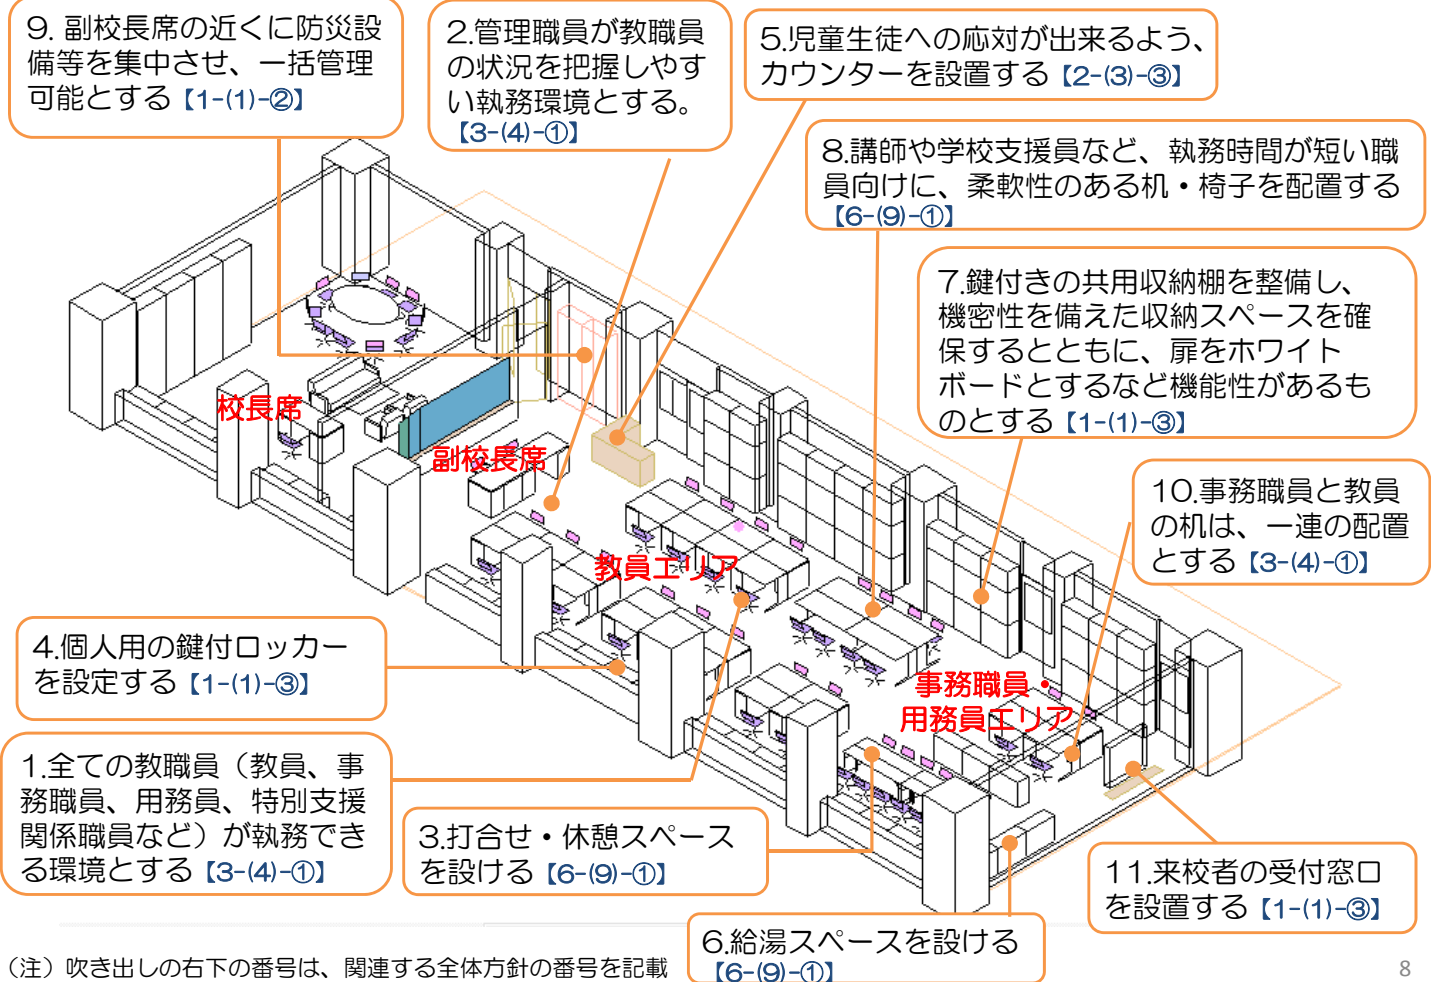 9. 副校長席の近くに防災設
備等を集中させ、一括管理
可能とする【1-(1)-②】
2.管理職員が教職員
の状況を把握しやす
い執務環境とする。
【3-(4)-①】
5.児童生徒への応対が出来るよう、
カウンターを設置する【2-(3)-③】
8.講師や学校支援員など、執務時間が短い職
員向けに、柔軟性のある机・椅子を配置する
【6-(9)-①】
7.鍵付きの共用収納棚を整備し、
機密性を備えた収納スペースを確
保するとともに、扉をホワイト
ボードとするなど機能性があるも
のとする【1-(1)-③】
校長席
副校長席
10.事務職員と教員
の机は、一連の配置
とする【3-(4)-①】
教員エリア
4.個人用の鍵付ロッカー
を設定する【1-(1)-③】
事務職員・
用務員エリア
1.全ての教職員（教員、事
務職員、用務員、特別支援
関係職員など）が執務でき
る環境とする【3-(4)-①】
3.打合せ・休憩スペース
を設ける【6-(9)-①】
11.来校者の受付窓口
を設置する【1-(1)-③】
6.給湯スペースを設ける
【6-(9)-①】
（注）吹き出しの右下の番号は、関連する全体方針の番号を記載
8